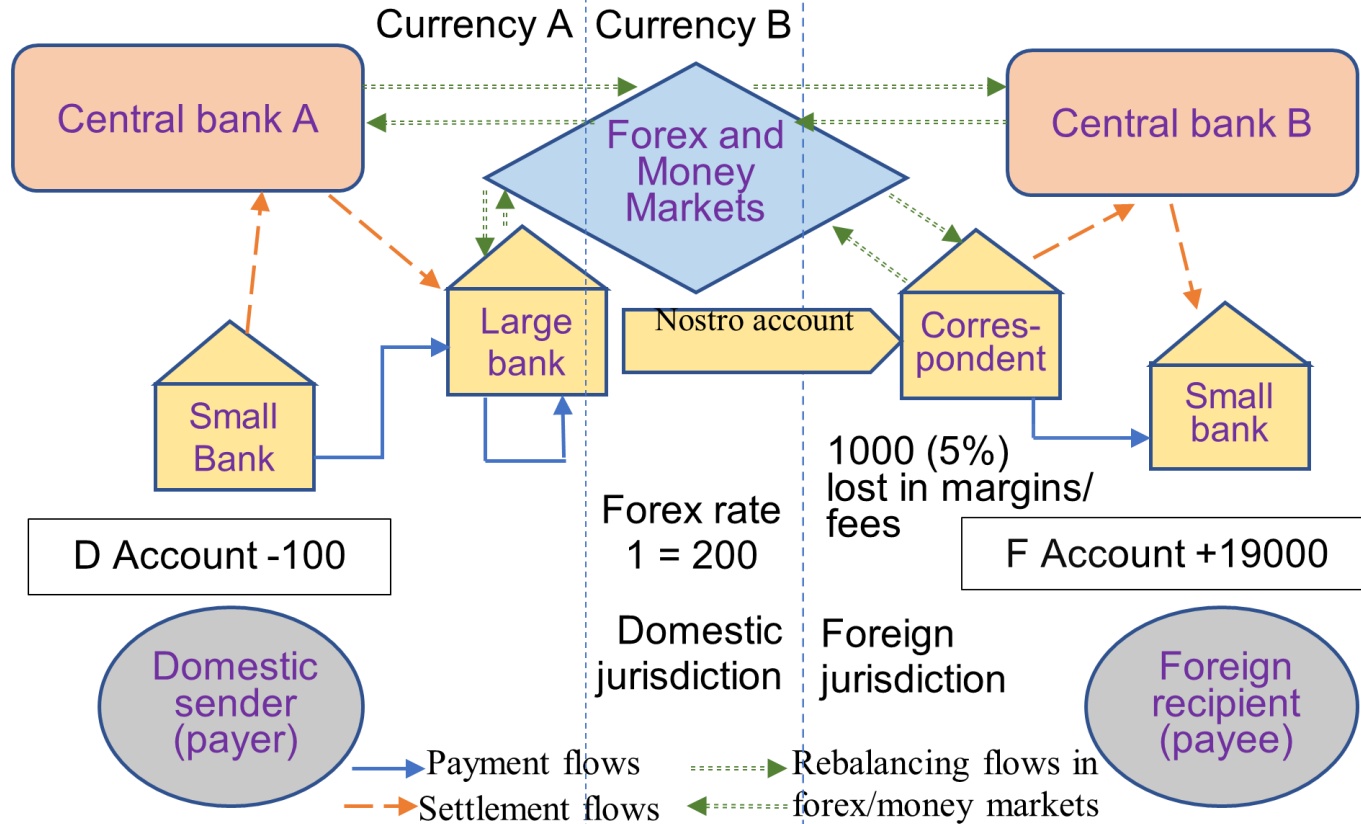 Currency A
Currency B
Central bank A
Forex and
Money
Markets
Central bank B
Large
bank
Nostro account
Corres-
pondent
Small
Bank
Small
bank
1000 (5%)
lost in margins/
fees
Forex rate
1 = 200
D Account -100
F Account +19000
Domestic
jurisdiction
Foreign
jurisdiction
Domestic
sender
(payer)
Foreign
recipient
(payee)
Payment flows
Settlement flows
Rebalancing flows in
forex/money markets